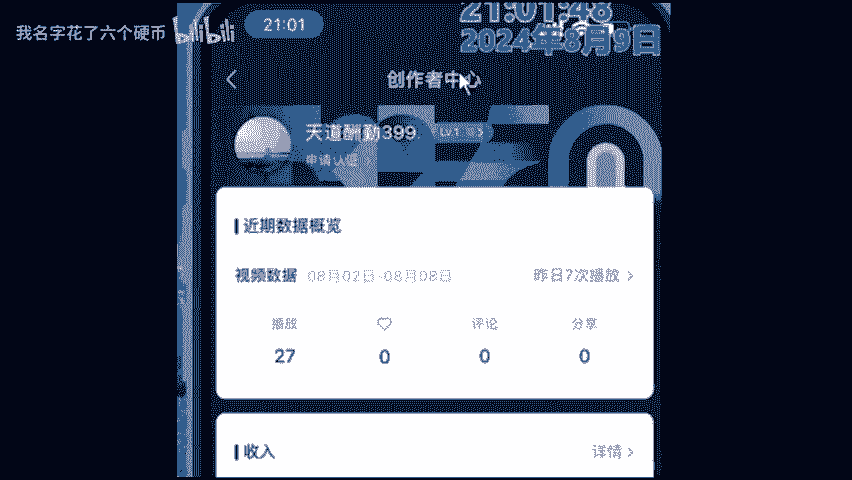 我名字花了六个硬币 bilibili
21:01
21:01:48
2024年8月9日
创作者中心
天道酬勤399 LV1
申请认证 >
近期数据概览
视频数据 08月02日-08月08日 昨日7次播放 >
播放 评论 分享
27 0 0 0
收入 详情 >